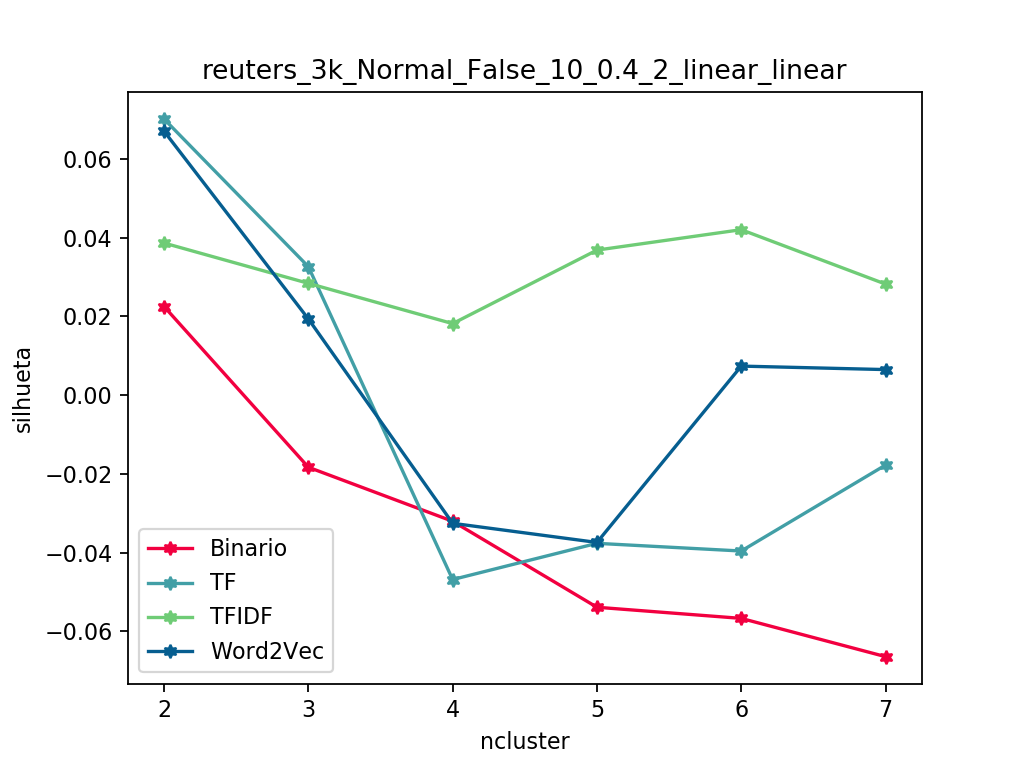 reuters_3k_Normal_False_10_0.4_2_linear_linear
silhueta
0.06
0.04
0.02
0.00
−0.02
−0.04
−0.06
Binario
TF
TFIDF
Word2Vec
2 3 4 5 6 7
ncluster